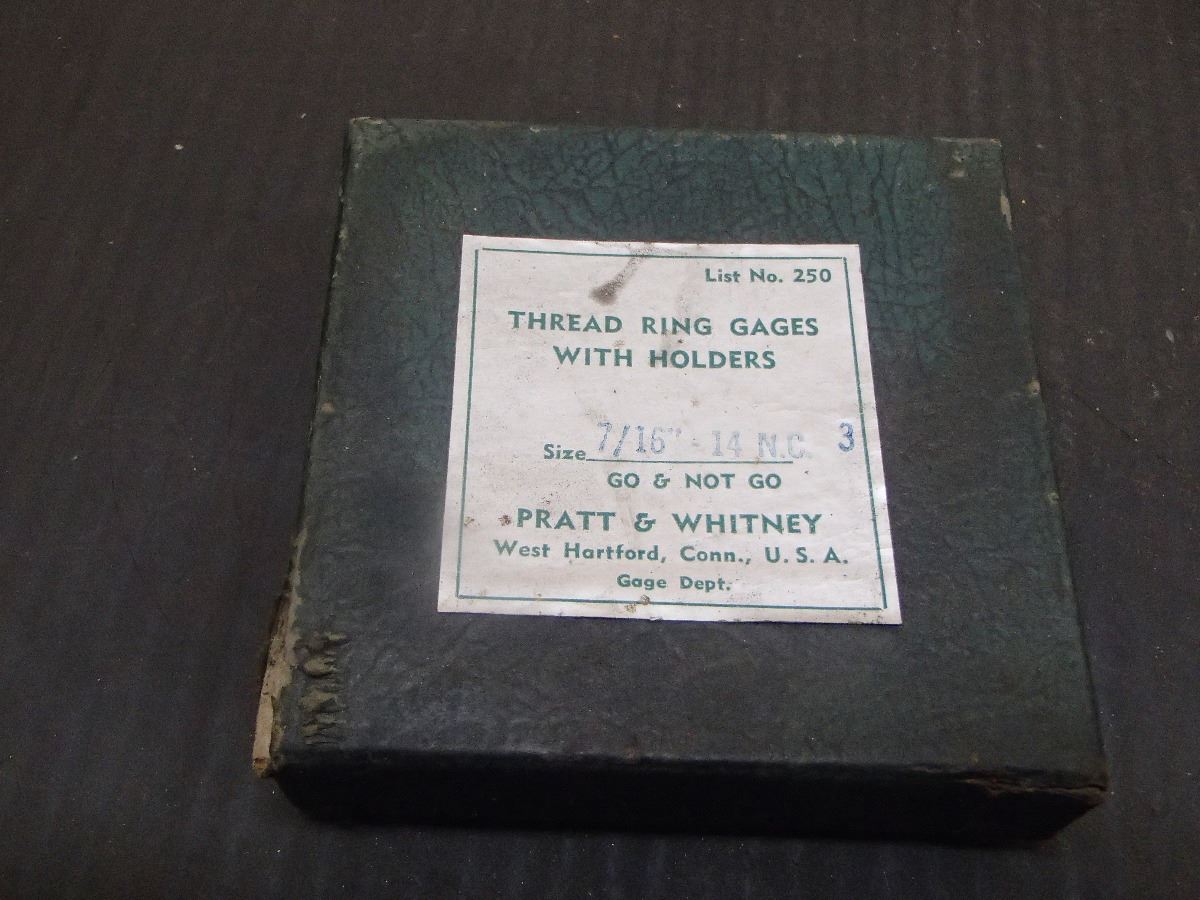 List No. 250
THREAD RING GAGES
WITH HOLDERS
Size 7/16" - 14 N.C. 3
GO & NOT GO
PRATT & WHITNEY
West Hartford, Conn., U. S. A.
Gage Dept.